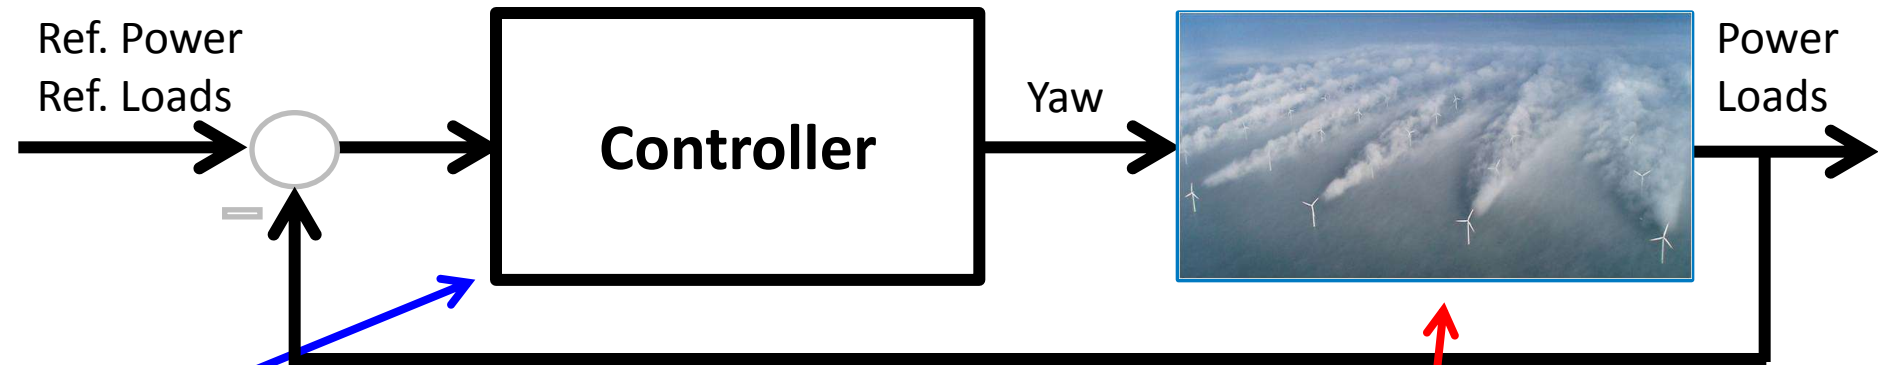 Ref. Power
Ref. Loads
Controller
Yaw
Power
Loads